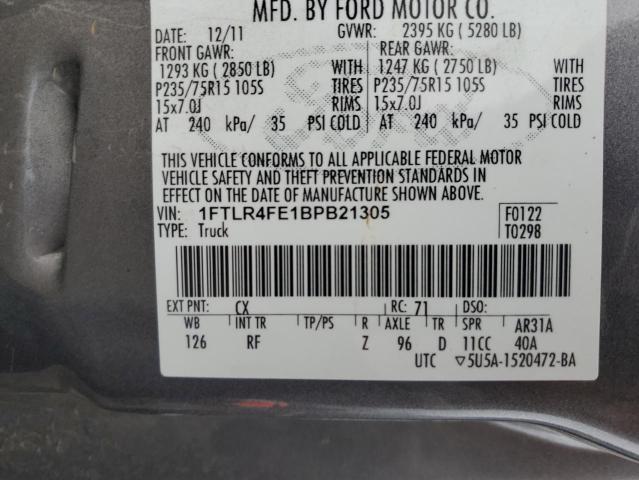 MFD. BY FORD MOTOR CO.
DATE: 12/11 GVWR: 2395 KG ( 5280 LB)
FRONT GAWR: REAR GAWR:
1293 KG ( 2850 LB) WITH 1247 KG ( 2750 LB) WITH
P235/75R15 105S TIRES P235/75R15 105S TIRES
15x7.0J RIMS 15x7.0J RIMS
AT 240 kPa/ 35 PSI COLD AT 240 kPa/ 35 PSI COLD
THIS VEHICLE CONFORMS TO ALL APPLICABLE FEDERAL MOTOR
VEHICLE SAFETY AND THEFT PREVENTION STANDARDS IN
EFFECT ON THE DATE OF MANUFACTURE SHOWN ABOVE.
VIN: 1FTLR4FE1BPB21305 F0122
TYPE: Truck T0298
EXT PNT: CX RC: 71 DSO:
WB INT TR TP/PS R AXLE TR SPR AR31A
126 RF Z 96 D 11CC 40A
UTC ▽5U5A-1520472-BA